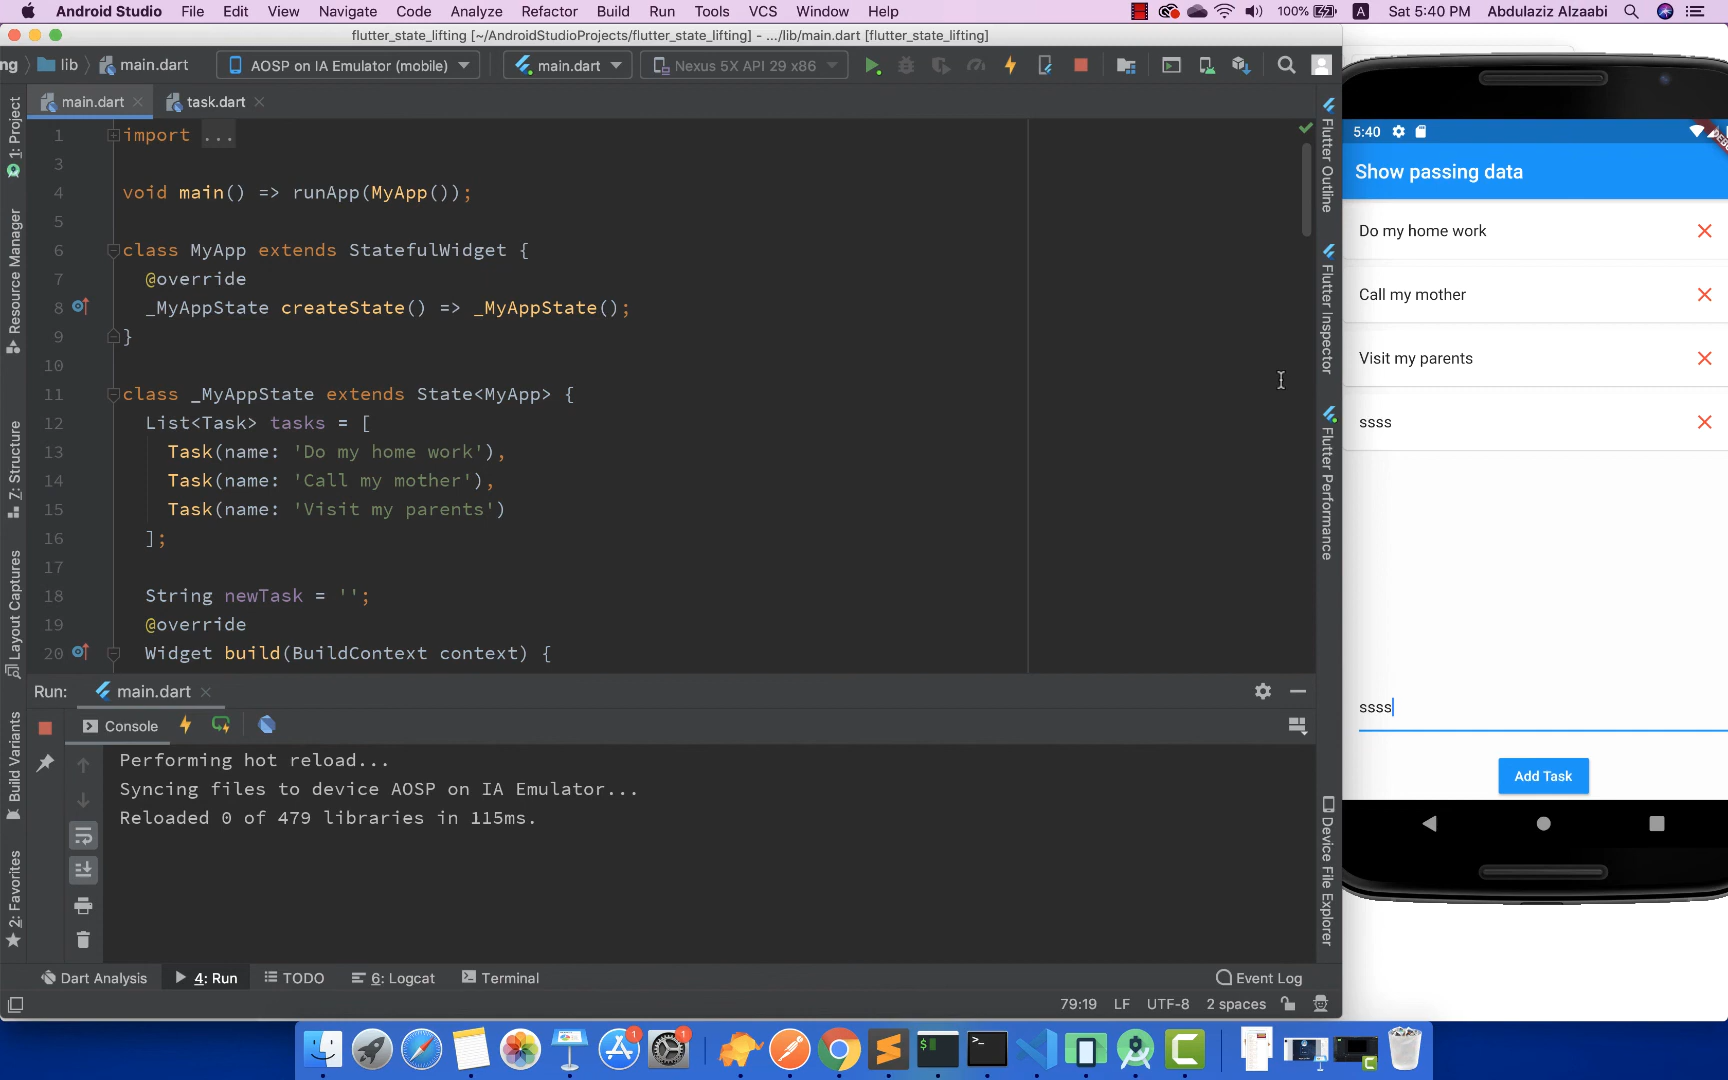 Android Studio File Edit View Navigate Code Analyze Refactor Build Run Tools VCS Window Help
100% A Sat 5:40 PM Abdulaziz Alzaabi
flutter_state_lifting [~/AndroidStudioProjects/flutter_state_lifting] - .../lib/main.dart [flutter_state_lifting]
ng lib main.dart AOSP on IA Emulator (mobile) main.dart Nexus 5X API 29 x86
main.dart task.dart
1 import ...
3
4 void main() => runApp(MyApp());
5
6 class MyApp extends StatefulWidget {
7 @override
8 _MyAppState createState() => _MyAppState();
9 }
10
11 class _MyAppState extends State<MyApp> {
12 List<Task> tasks = [
13 Task(name: 'Do my home work'),
14 Task(name: 'Call my mother'),
15 Task(name: 'Visit my parents')
16 ];
17
18 String newTask = '';
19 @override
20 Widget build(BuildContext context) {
1: Project
Resource Manager
7: Structure
Layout Captures
Build Variants
2: Favorites
Flutter Outline
Flutter Inspector
Flutter Performance
Device File Explorer
Run: main.dart
Console
Performing hot reload...
Syncing files to device AOSP on IA Emulator...
Reloaded 0 of 479 libraries in 115ms.
Dart Analysis 4: Run TODO 6: Logcat Terminal Event Log
79:19 LF UTF-8 2 spaces
5:40
Show passing data
Do my home work
Call my mother
Visit my parents
ssss
ssss
Add Task
1
1